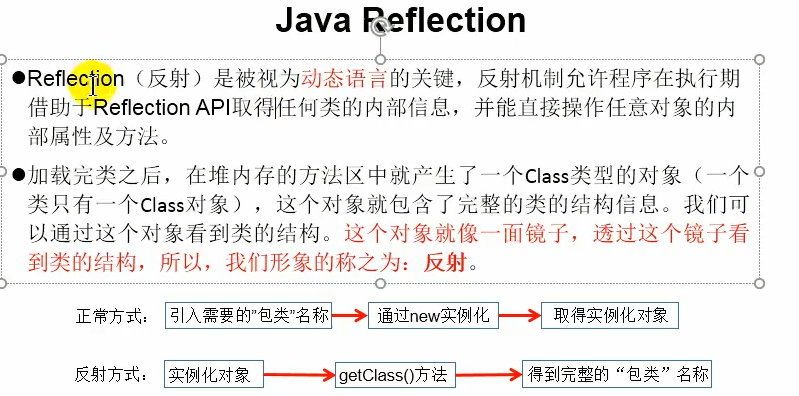 Java Reflection
●Reflection（反射）是被视为动态语言的关键，反射机制允许程序在执行期
借助于Reflection API取得任何类的内部信息，并能直接操作任意对象的内
部属性及方法。
●加载完类之后，在堆内存的方法区中就产生了一个Class类型的对象（一个
类只有一个Class对象），这个对象就包含了完整的类的结构信息。我们可
以通过这个对象看到类的结构。这个对象就像一面镜子，透过这个镜子看
到类的结构，所以，我们形象的称之为：反射。
正常方式： 引入需要的”包类”名称 通过new实例化 取得实例化对象
反射方式： 实例化对象 getClass()方法 得到完整的“包类”名称